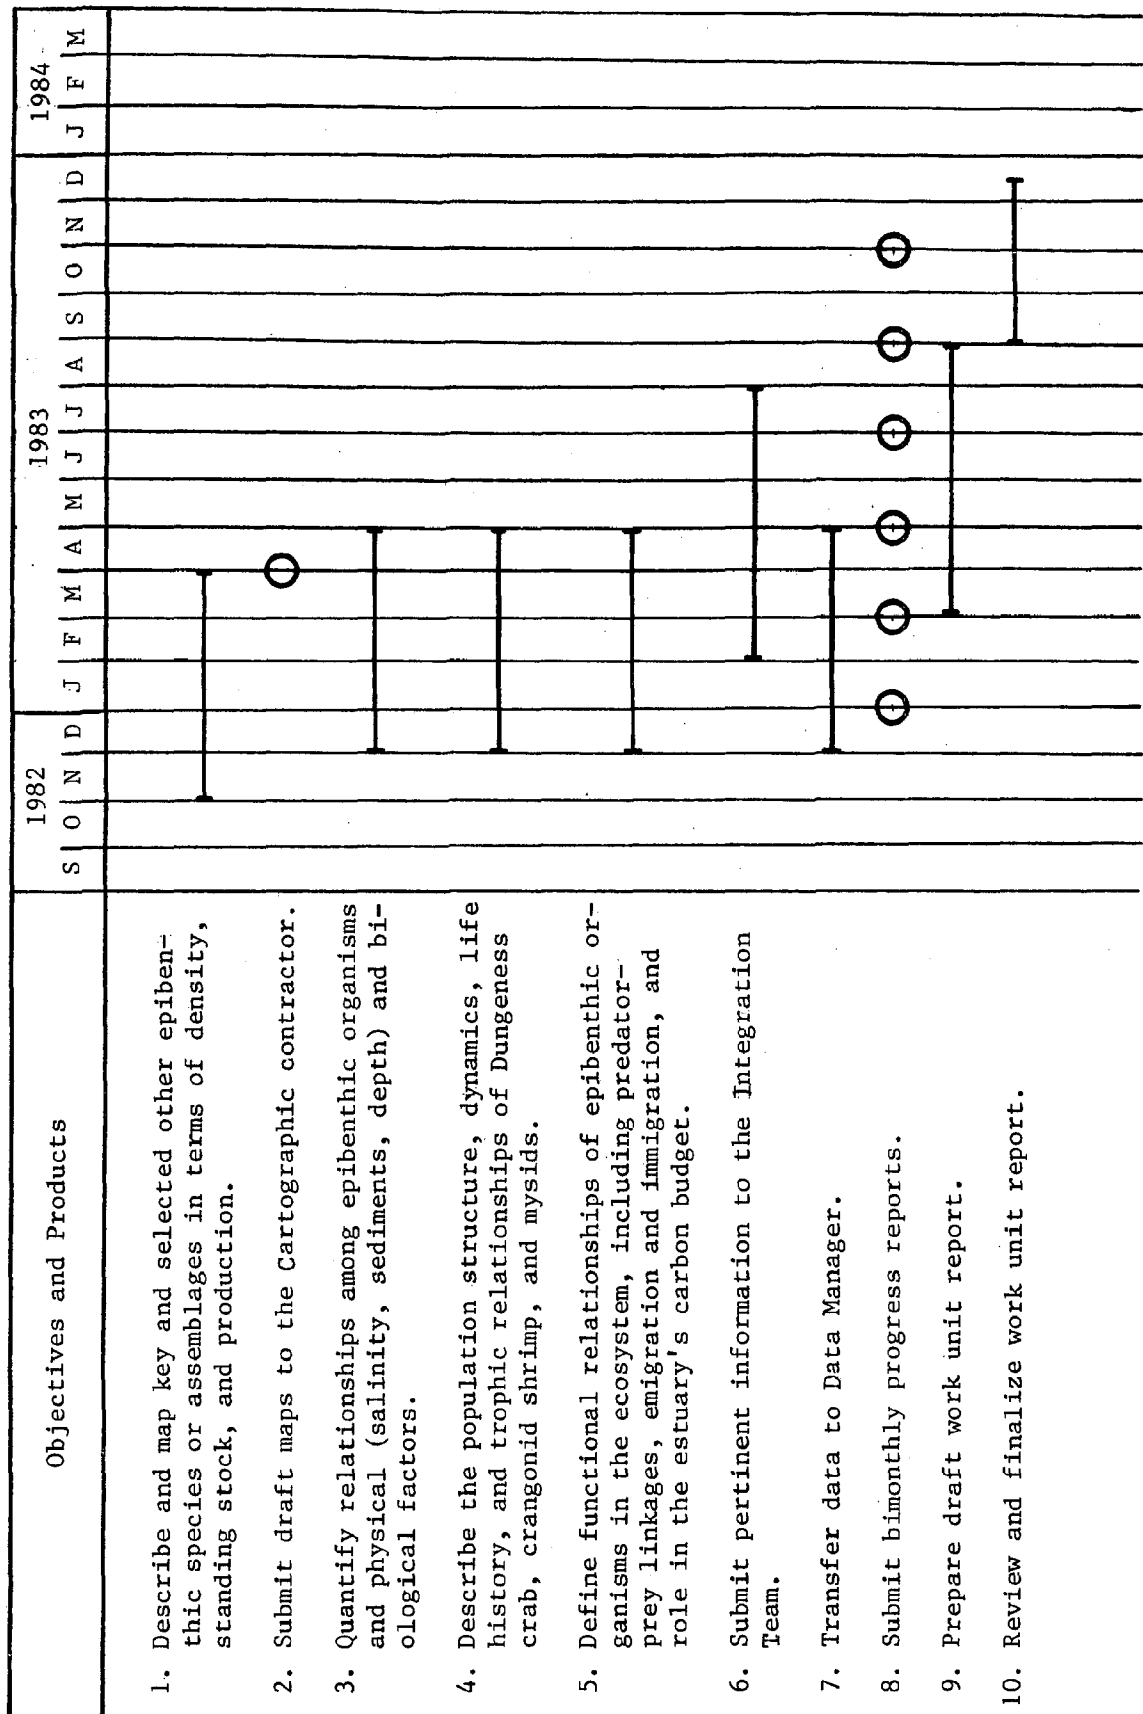 Objectives and Products
1982
1983
1984
S O N D J F M A M J J A S O N D J F M
1. Describe and map key and selected other epiben-
thic species or assemblages in terms of density,
standing stock, and production.
2. Submit draft maps to the Cartographic contractor.
3. Quantify relationships among epibenthic organisms
and physical (salinity, sediments, depth) and bi-
ological factors.
4. Describe the population structure, dynamics, life
history, and trophic relationships of Dungeness
crab, crangonid shrimp, and mysids.
5. Define functional relationships of epibenthic or-
ganisms in the ecosystem, including predator-
prey linkages, emigration and immigration, and
role in the estuary's carbon budget.
6. Submit pertinent information to the Integration
Team.
7. Transfer data to Data Manager.
8. Submit bimonthly progress reports.
9. Prepare draft work unit report.
10. Review and finalize work unit report.